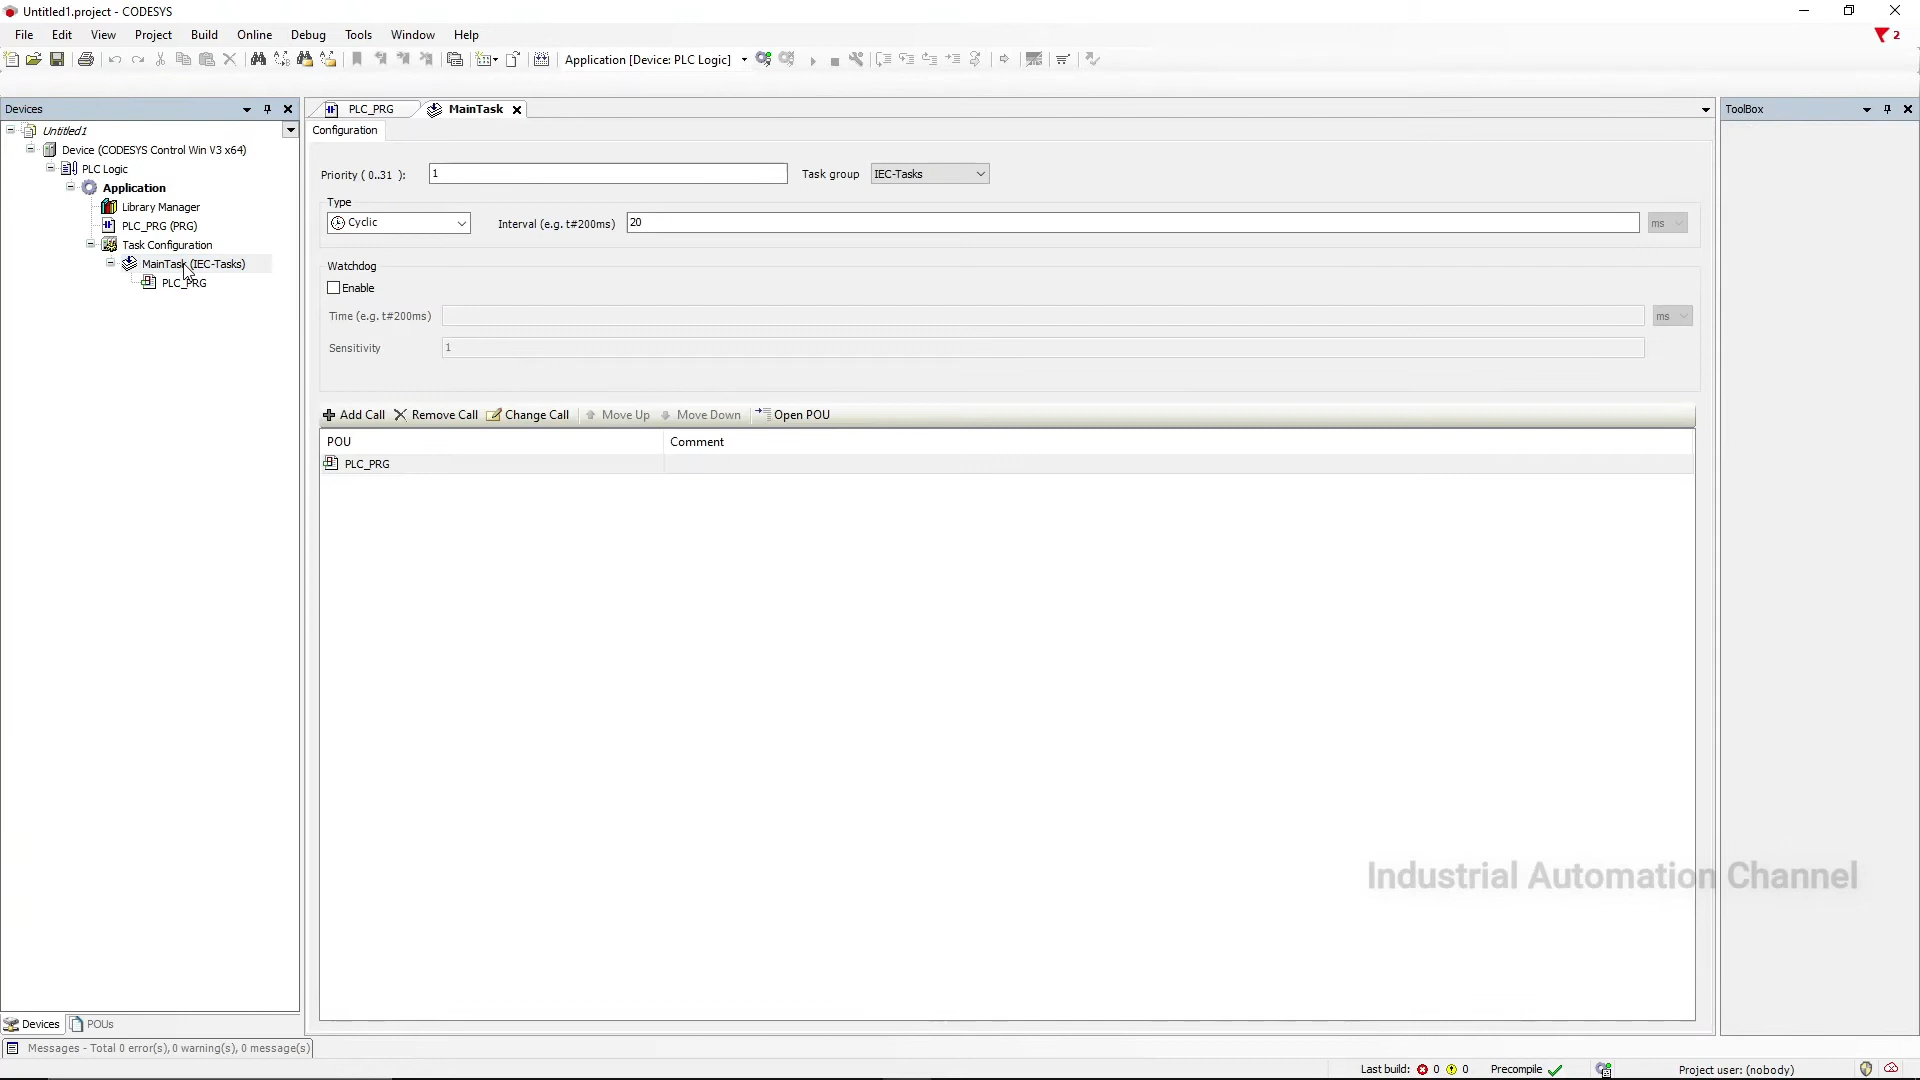 Untitled1.project - CODESYS
File Edit View Project Build Online Debug Tools Window Help
2
Application [Device: PLC Logic]
Devices
PLC_PRG
MainTask
ToolBox
Untitled1
Device (CODESYS Control Win V3 x64)
PLC Logic
Application
Library Manager
PLC_PRG (PRG)
Task Configuration
MainTask (IEC-Tasks)
PLC_PRG
Configuration
Priority ( 0..31 ): 1 Task group IEC-Tasks
Type
Cyclic Interval (e.g. t#200ms) 20 ms
Watchdog
Enable
Time (e.g. t#200ms) ms
Sensitivity 1
Add Call Remove Call Change Call Move Up Move Down Open POU
POU Comment
PLC_PRG
Industrial Automation Channel
Devices POUs
Messages - Total 0 error(s), 0 warning(s), 0 message(s)
Last build: 0 0 Precompile Project user: (nobody)